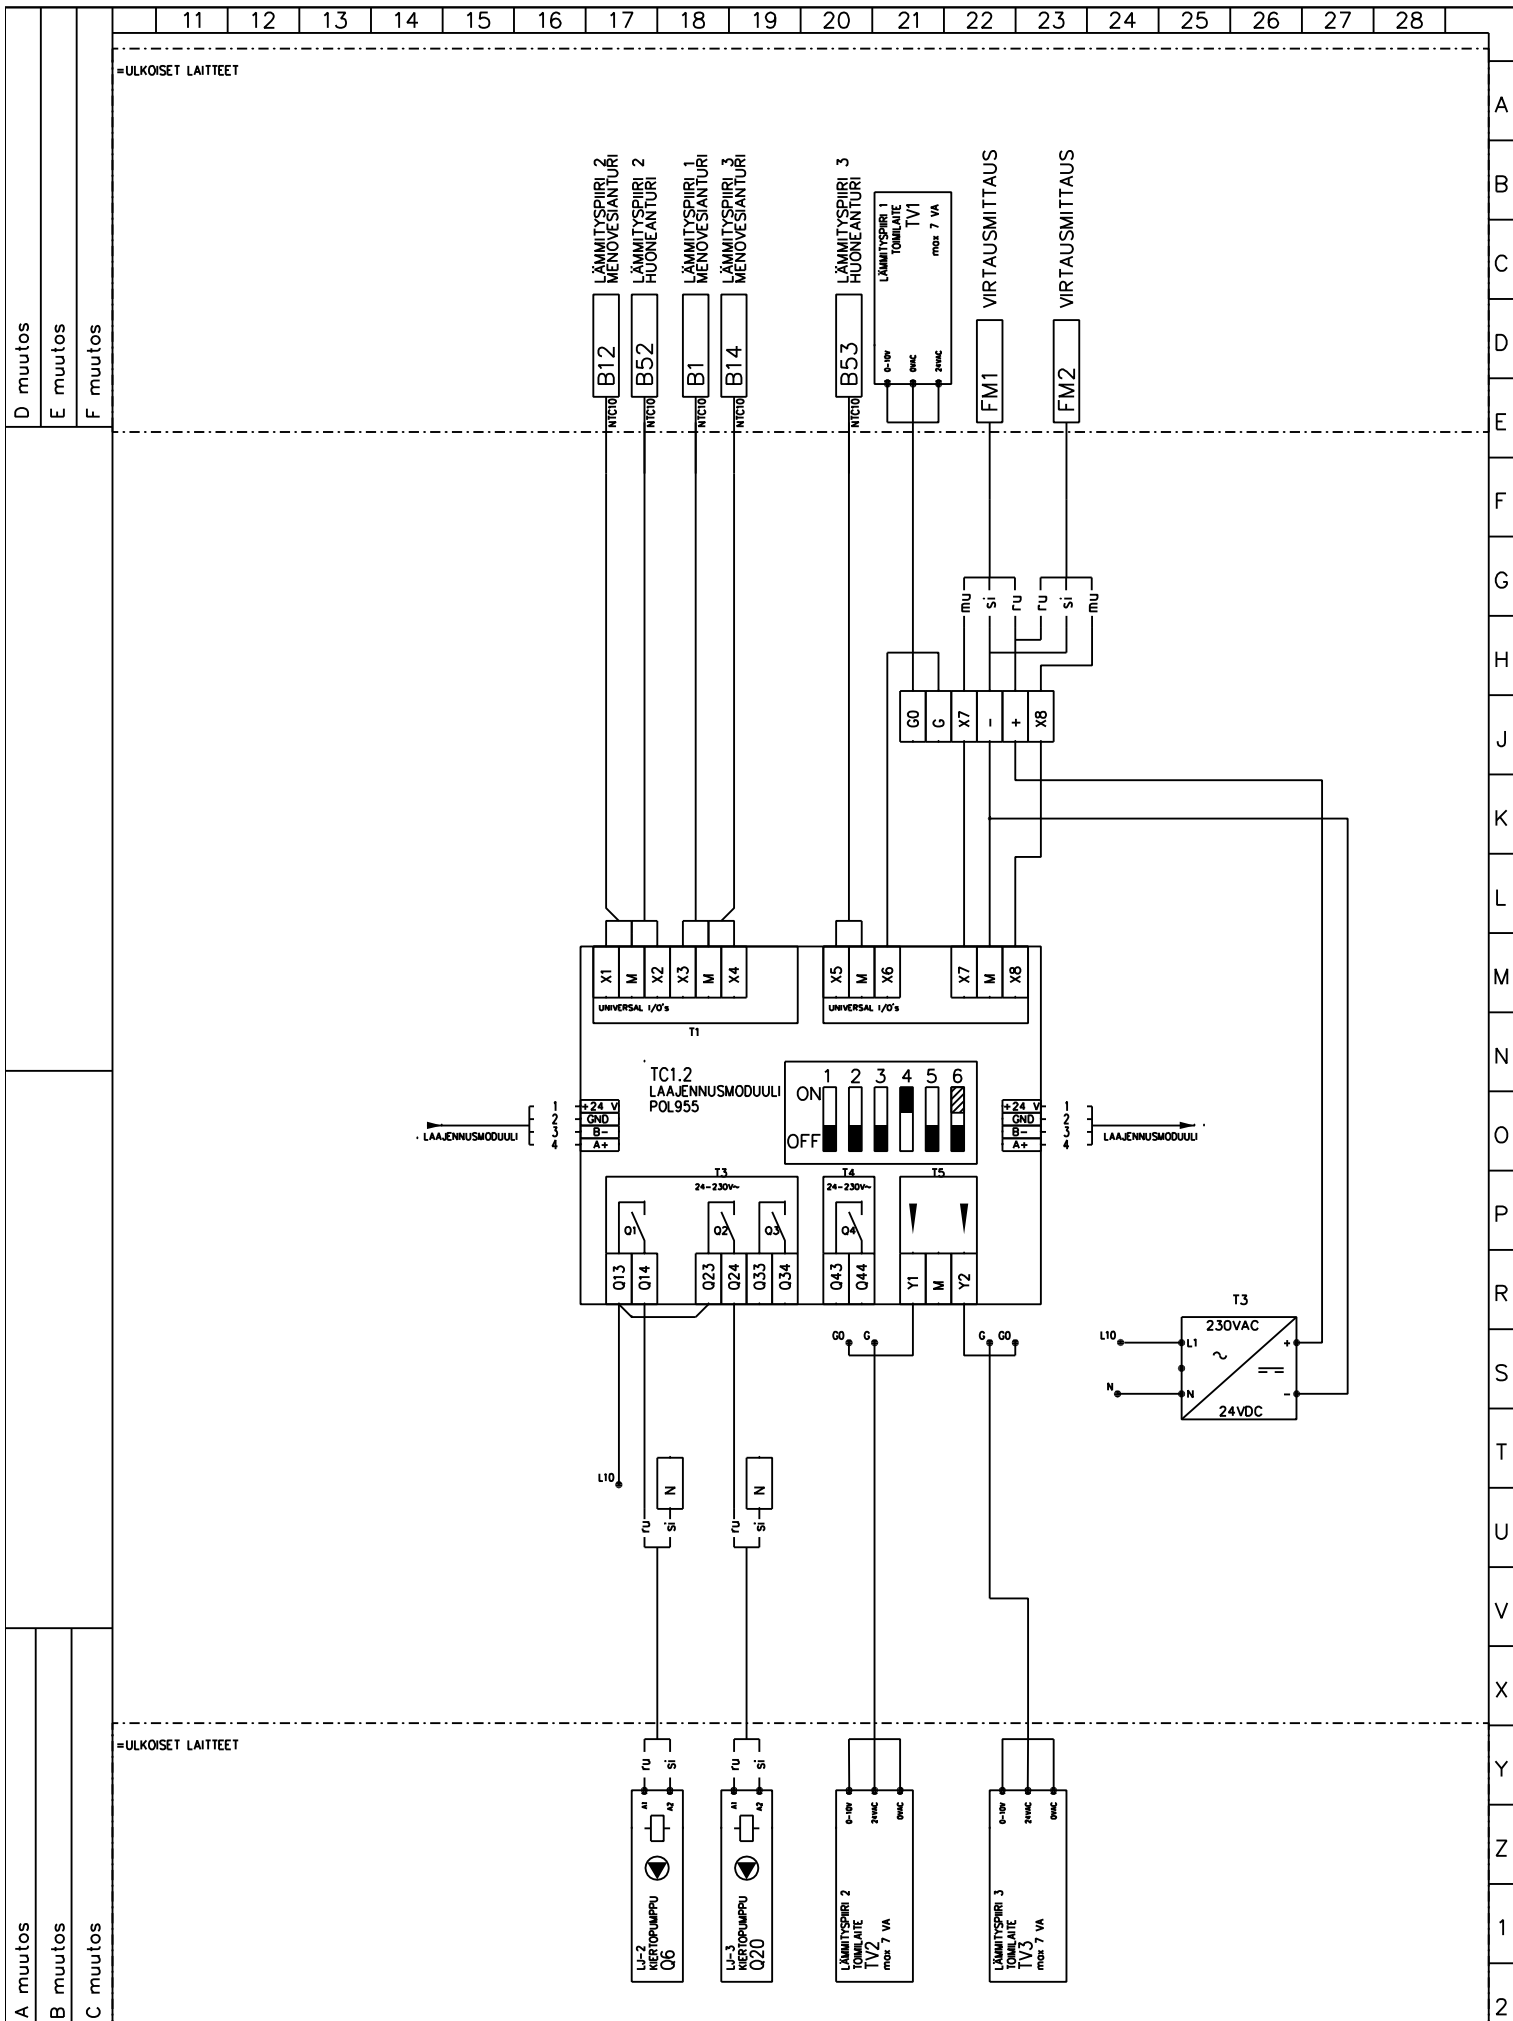 11 12 13 14 15 16 17 18 19 20 21 22 23 24 25 26 27 28
=ULKOISET LAITTEET
A
B
C
D
E
F
G
H
J
K
L
M
N
O
P
R
S
T
U
V
X
Y
Z
1
2
D muutos
E muutos
F muutos
A muutos
B muutos
C muutos
LÄMMITYSPIIRI 2
MENOVESIANTURI
B12
NTC10
LÄMMITYSPIIRI 2
HUONEANTURI
B52
NTC10
LÄMMITYSPIIRI 1
MENOVESIANTURI
B1
NTC10
LÄMMITYSPIIRI 3
MENOVESIANTURI
B14
NTC10
LÄMMITYSPIIRI 3
HUONEANTURI
B53
NTC10
LÄMMITYSPIIRI 1
TOIMILAITE
TV1
max 7 VA
0-10V
0VAC
24VAC
VIRTAUSMITTAUS
FM1
VIRTAUSMITTAUS
FM2
mu si ru ru si mu
G0 G X7 - + X8
X1 M X2 X3 M X4
UNIVERSAL I/O's
T1
X5 M X6 X7 M X8
UNIVERSAL I/O's
TC1.2
LAAJENNUSMODUULI
POL955
1 2 3 4 5 6
ON
OFF
1 +24 V
2 GND
3 B-
4 A+
LAAJENNUSMODUULI
+24 V 1
GND 2
B- 3
A+ 4
LAAJENNUSMODUULI
T3
24-230V~
Q1 Q2 Q3
Q13 Q14 Q23 Q24 Q33 Q34
T4
24-230V~
Q4
Q43 Q44
T5
Y1 M Y2
G0 G
G G0
L10
N
N
ru si
ru si
T3
230VAC
L10
L1
+
~
N
N
-
24VDC
=ULKOISET LAITTEET
ru si
A1 A2
LJ-2
KIERTOPUMPPU
Q6
ru si
A1 A2
LJ-3
KIERTOPUMPPU
Q20
0-10V
24VAC
0VAC
LÄMMITYSPIIRI 2
TOIMILAITE
TV2
max 7 VA
0-10V
24VAC
0VAC
LÄMMITYSPIIRI 3
TOIMILAITE
TV3
max 7 VA